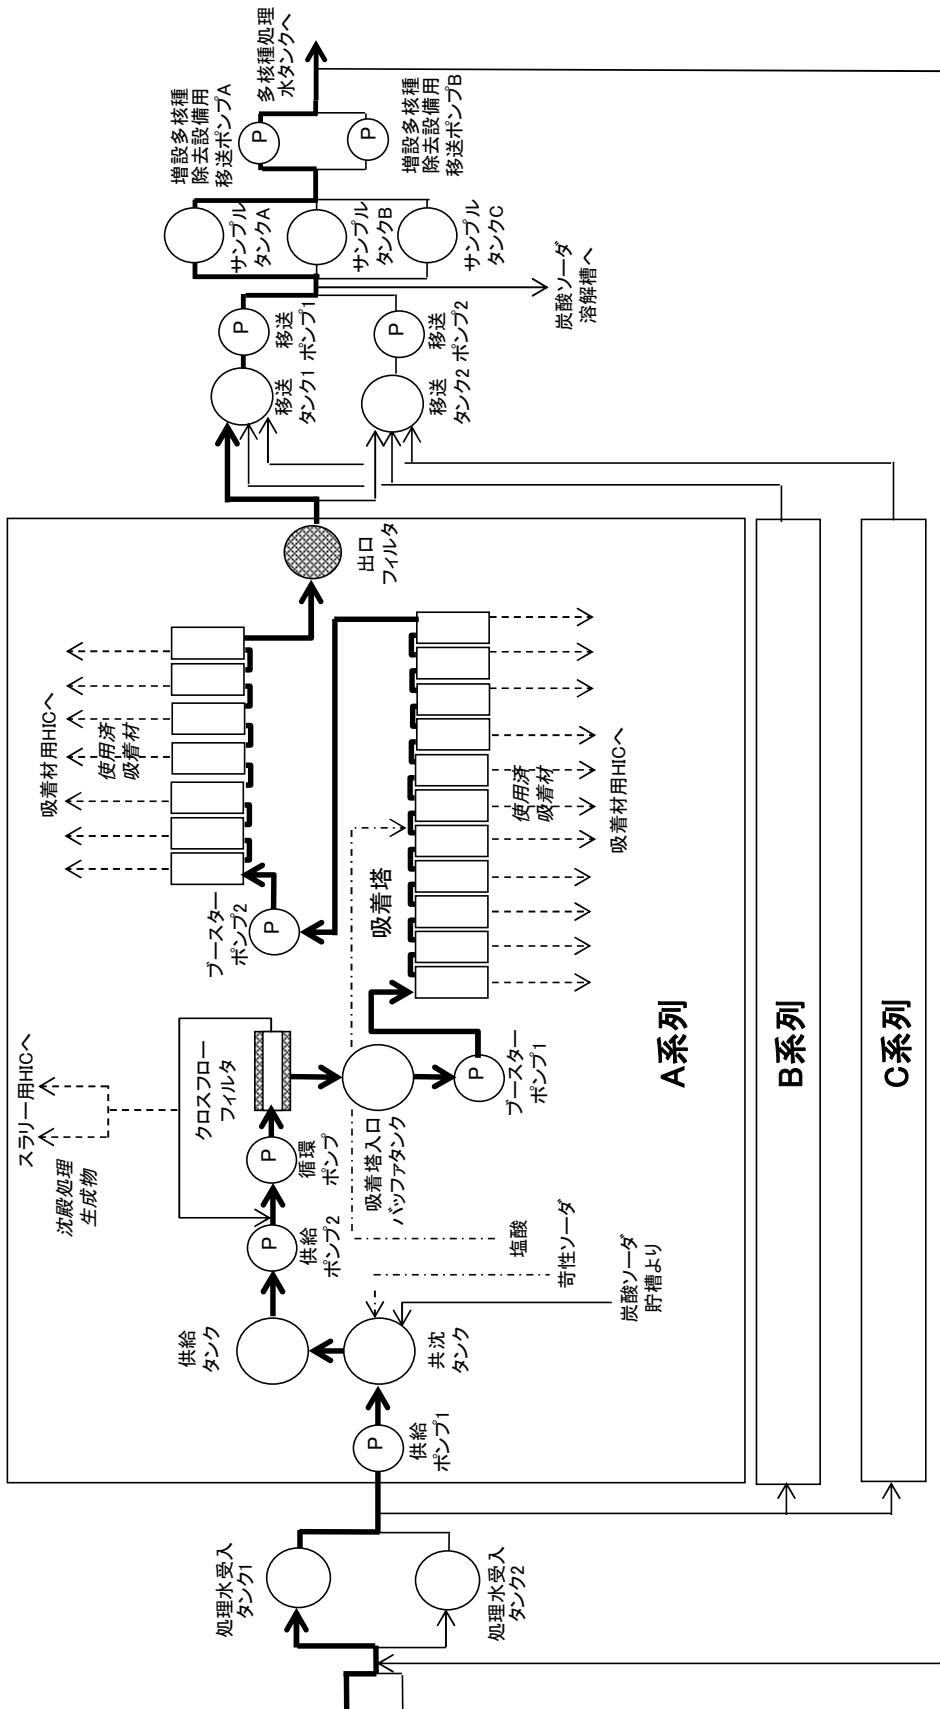 多核種処理
水タンクへ
増設多核種
除去設備用
移送ポンプA
P
P
増設多核種
除去設備用
移送ポンプB
サンプル
タンクA
サンプル
タンクB
サンプル
タンクC
炭酸ソーダ
溶解槽へ
P
移送
ポンプ1
P
移送
ポンプ2
移送
タンク1
移送
タンク2
出口
フィルタ
吸着材用HICへ
使用済
吸着材
使用済
吸着材
吸着材用HICへ
吸着塔
P
ブースター
ポンプ2
スラリー用HICへ
沈殿処理
生成物
クロスフロー
フィルタ
P
循環
ポンプ
吸着塔入口
バッファタンク
P
ブースター
ポンプ1
P
供給
ポンプ2
塩酸
苛性ソーダ
炭酸ソーダ
貯槽より
供給
タンク
共沈
タンク
P
供給
ポンプ1
A系列
B系列
C系列
処理水受入
タンク1
処理水受入
タンク2